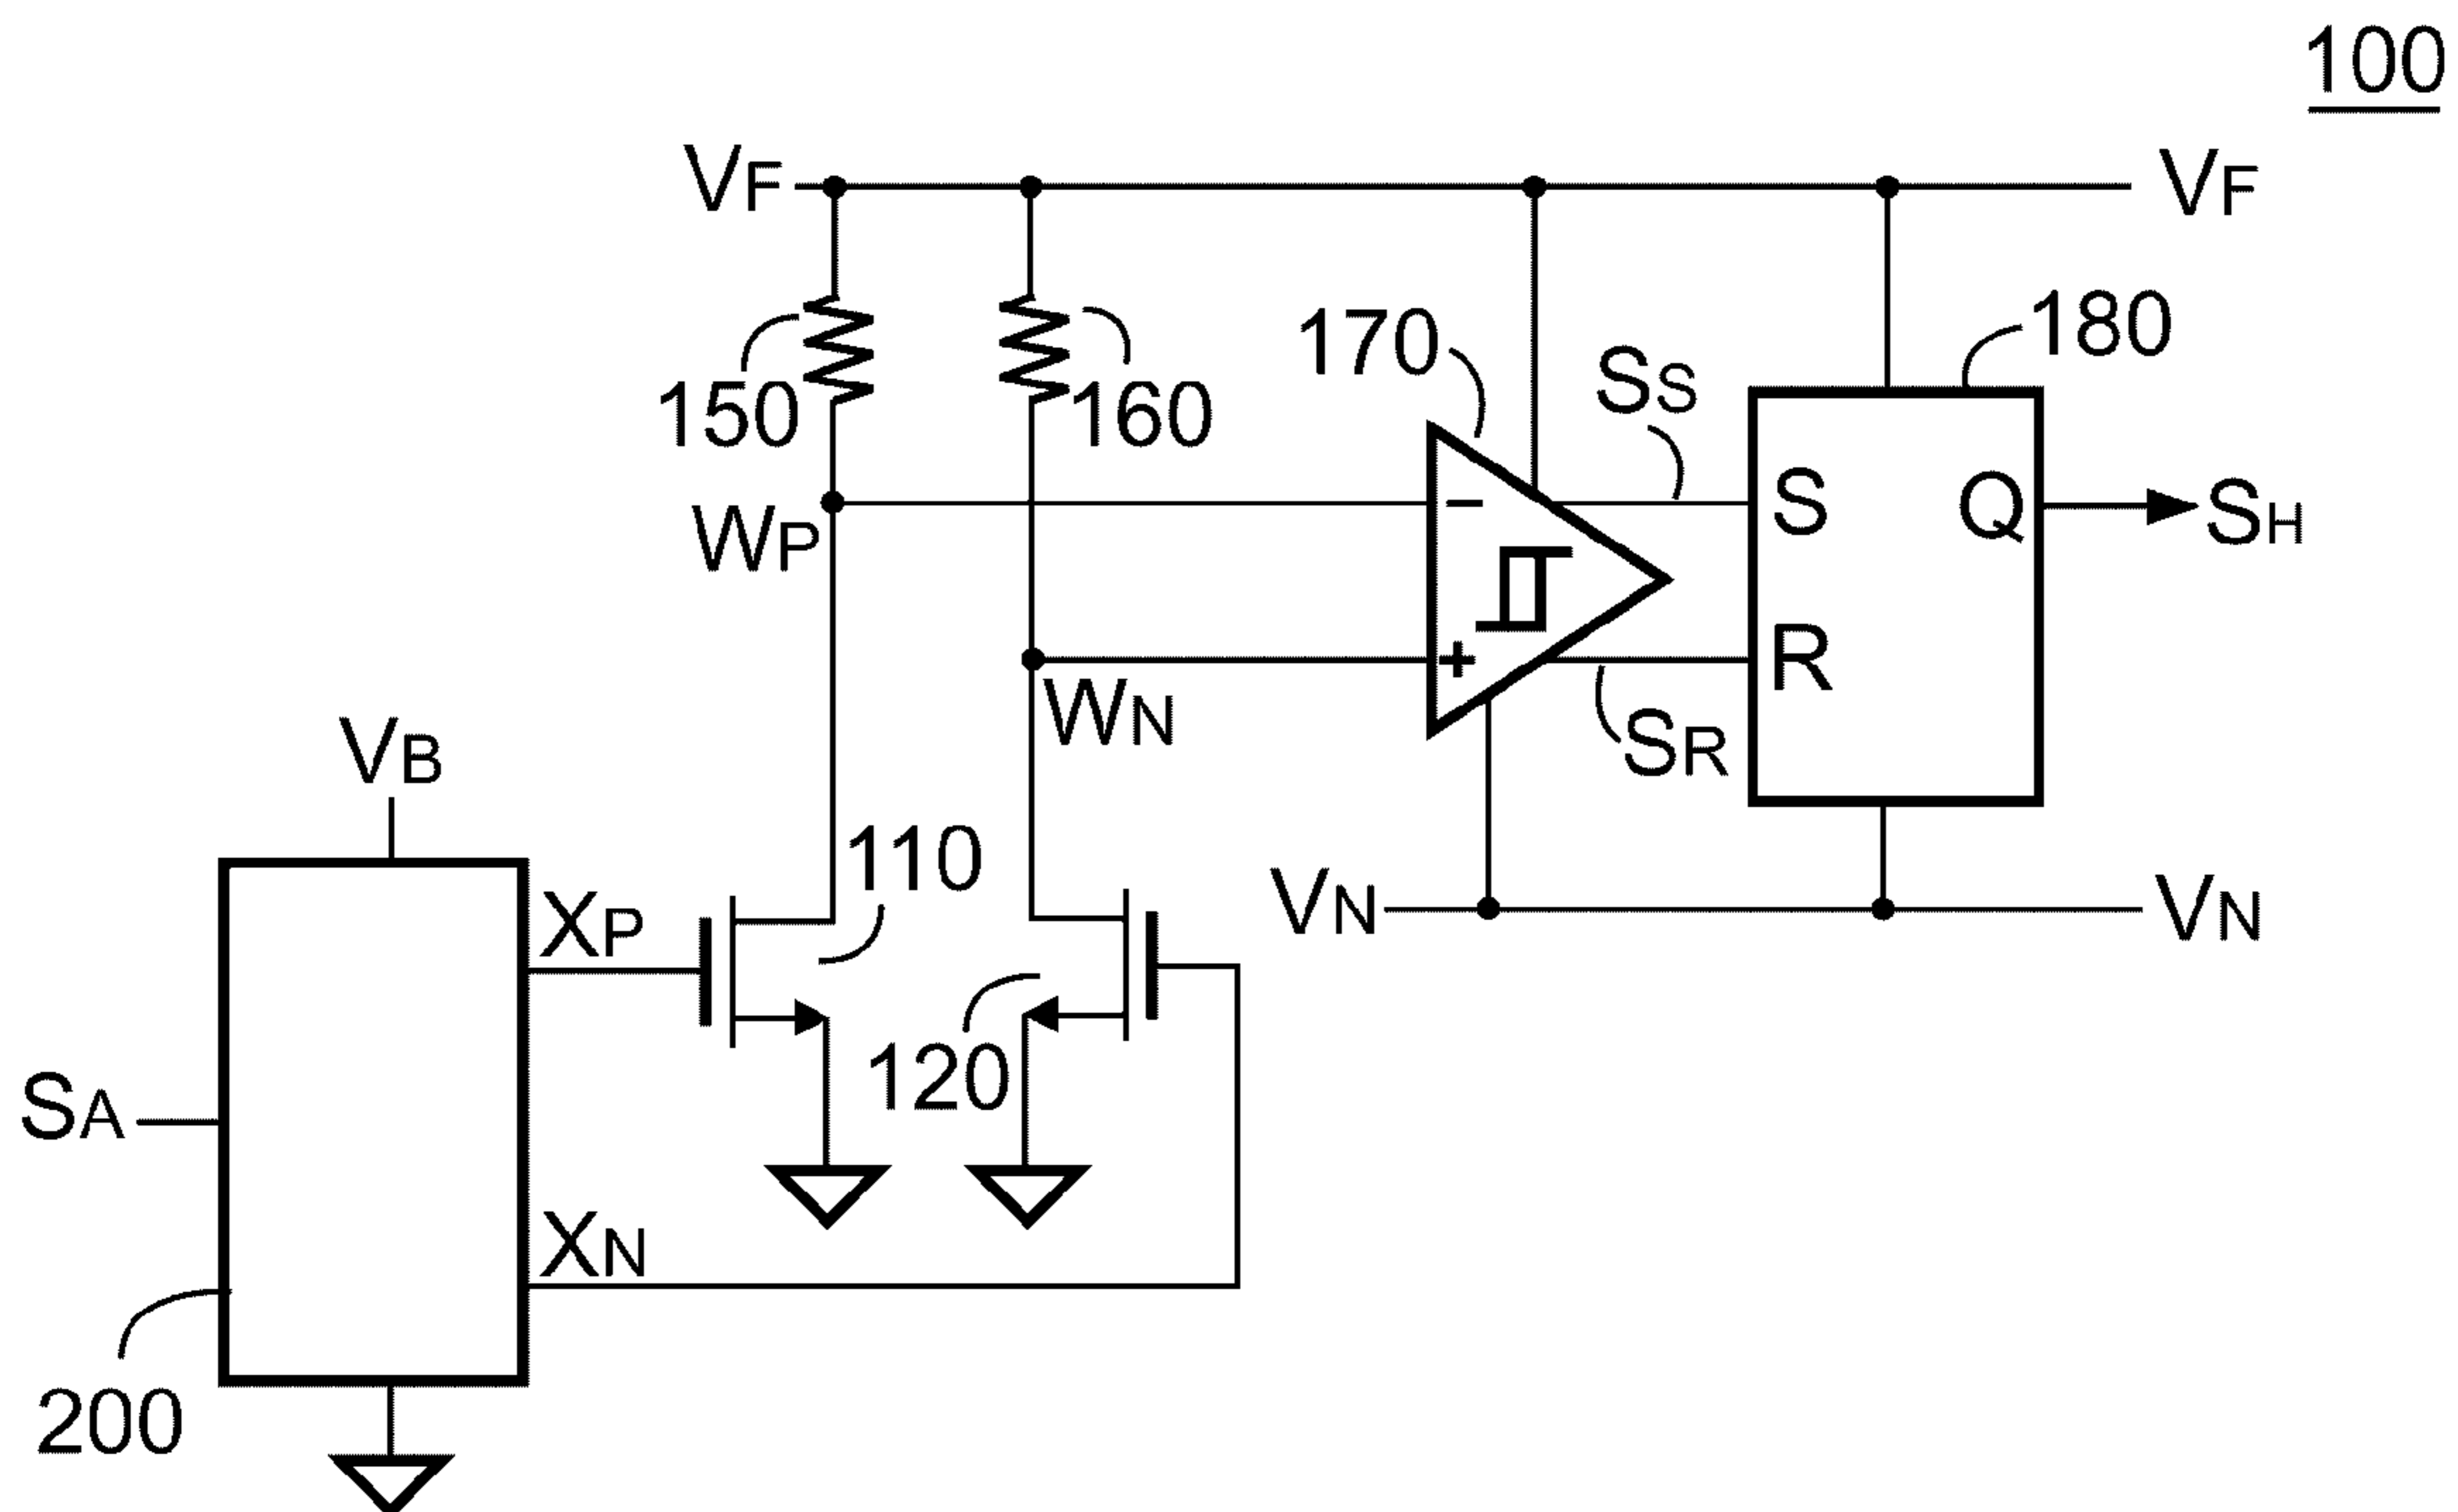 100
VF VF
150 160 170 SS 180
WP − S Q SH
+ R
WN SR
VB
XP 110 VN VN
SA 120
XN
200